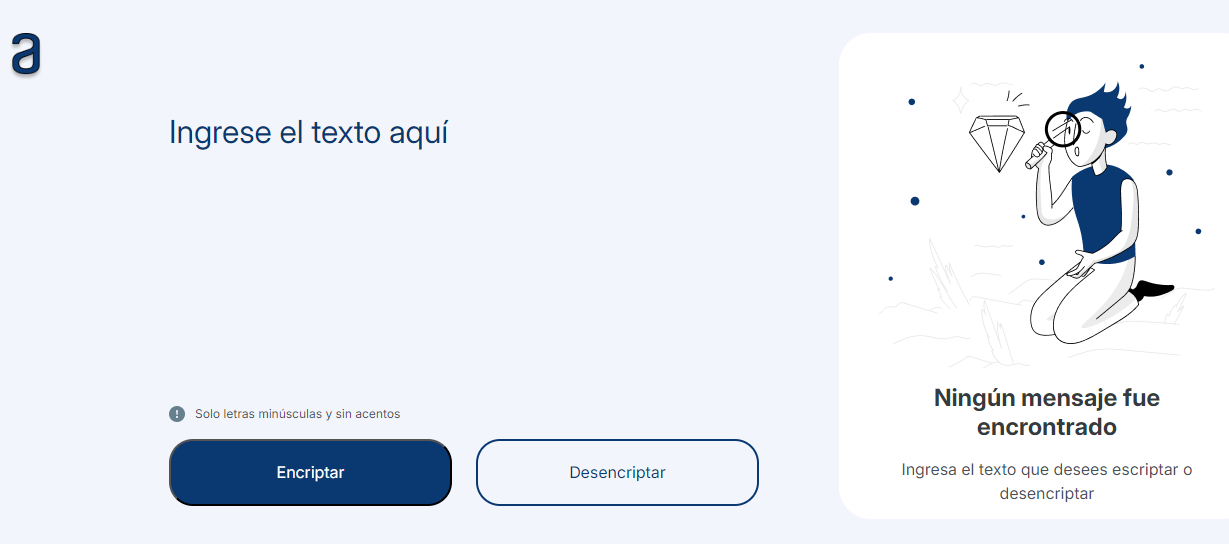 a
Ingrese el texto aquí
Solo letras minúsculas y sin acentos
Encriptar
Desencriptar
Ningún mensaje fue
encrontrado
Ingresa el texto que desees escriptar o
desencriptar